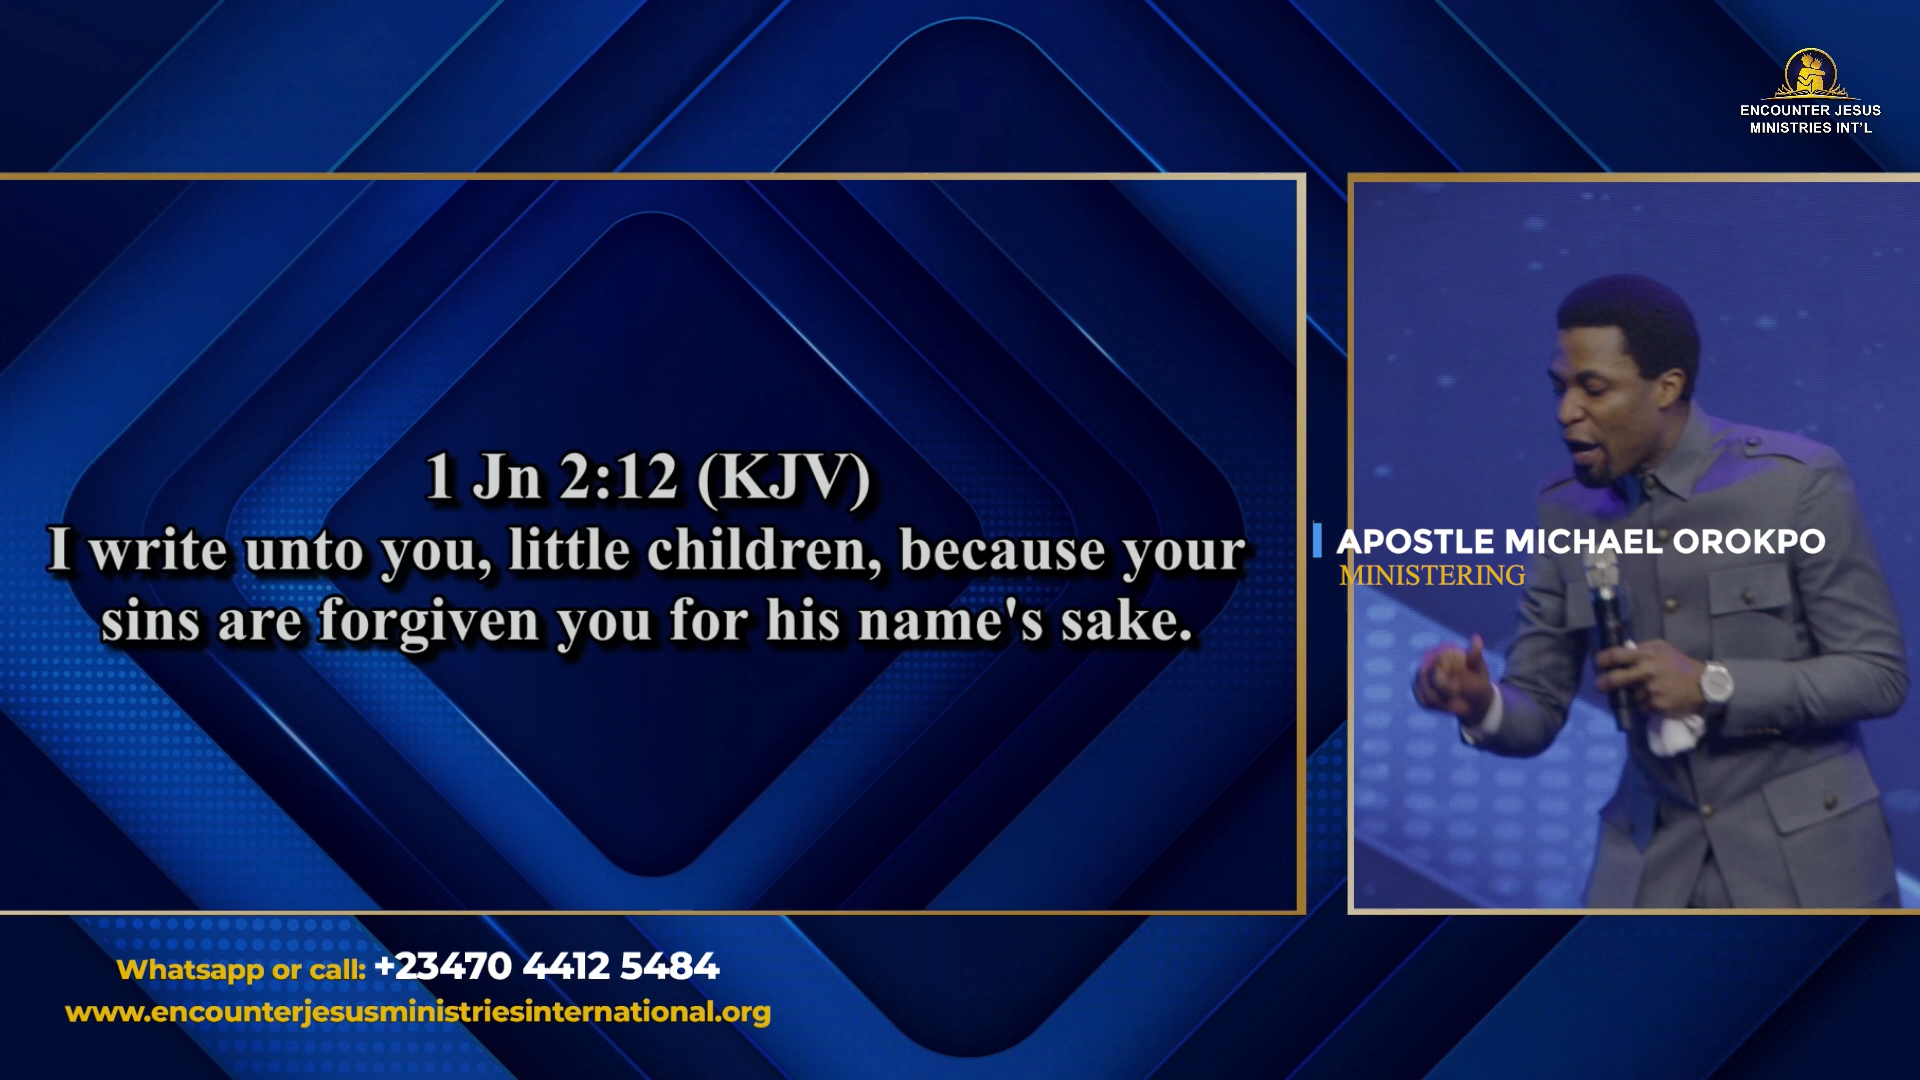 ENCOUNTER JESUS
MINISTRIES INT'L
1 Jn 2:12 (KJV)
I write unto you, little children, because your
sins are forgiven you for his name's sake.
APOSTLE MICHAEL OROKPO
MINISTERING
Whatsapp or call: +23470 4412 5484
www.encounterjesusministriesinternational.org